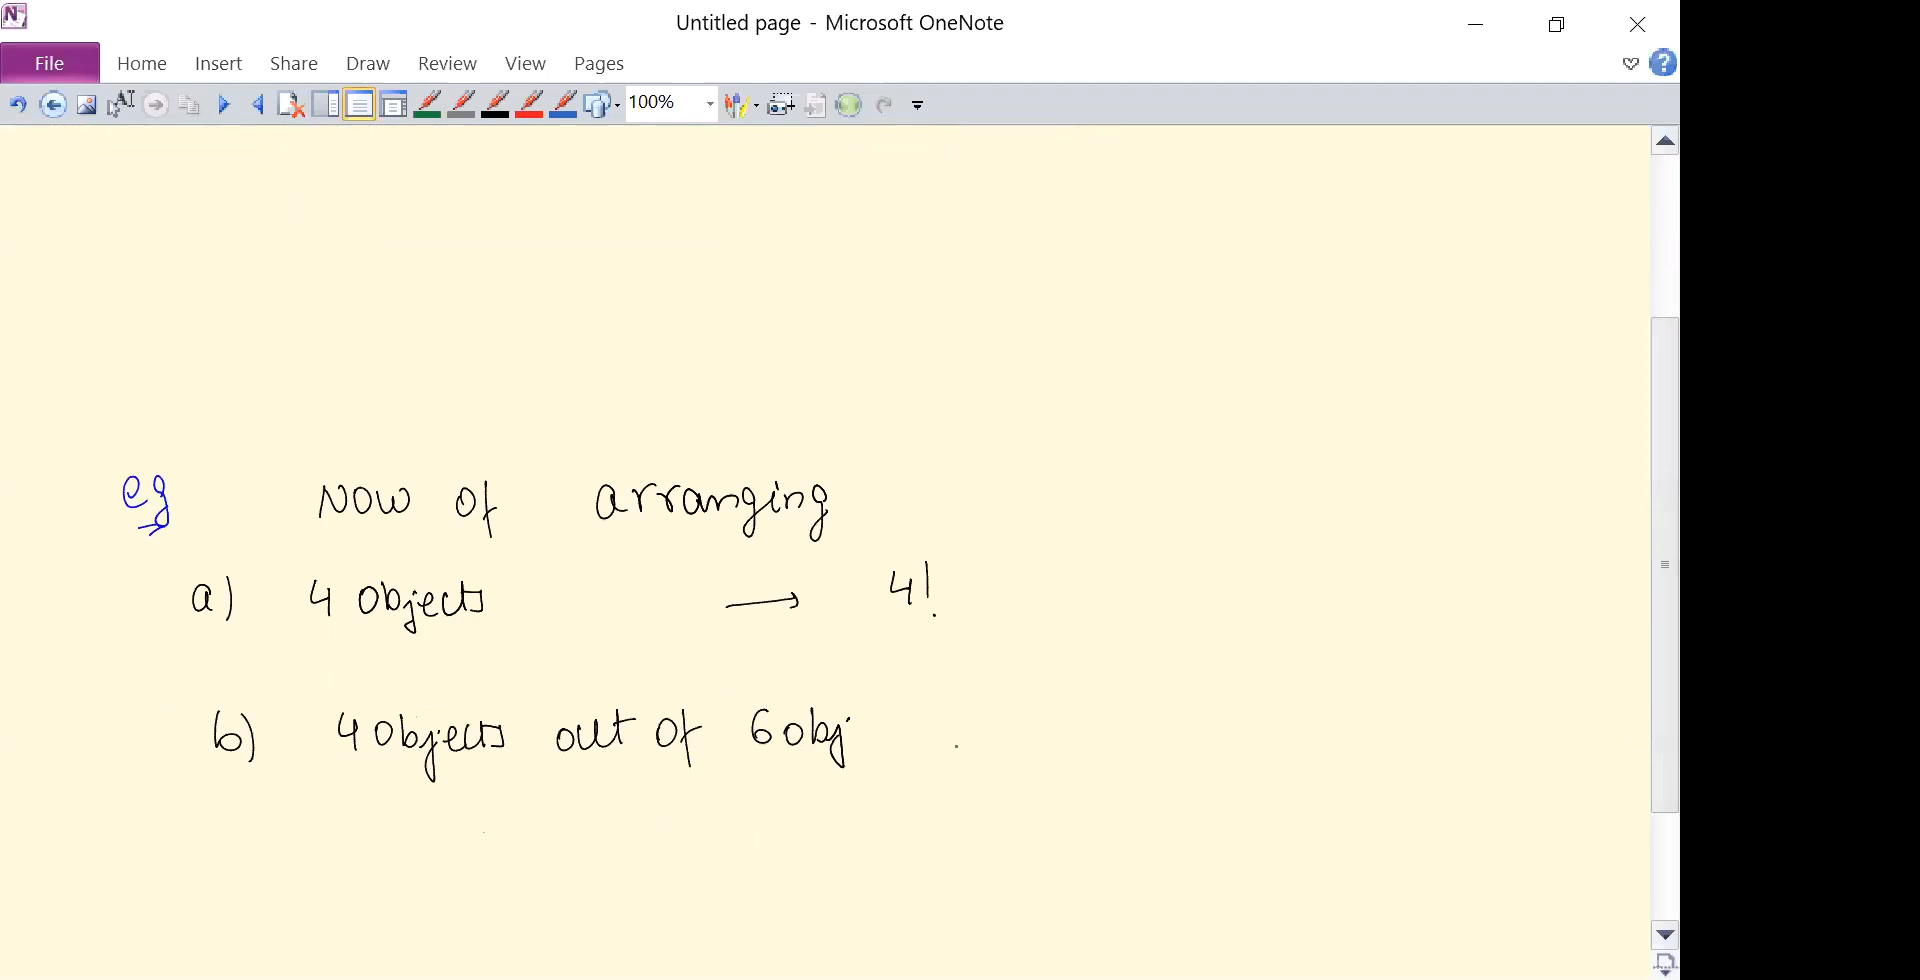 Untitled page - Microsoft OneNote
File Home Insert Share Draw Review View Pages
100%
eg NOW of arranging
a) 4 objects → 4!
b) 4 objects out of 6 obj